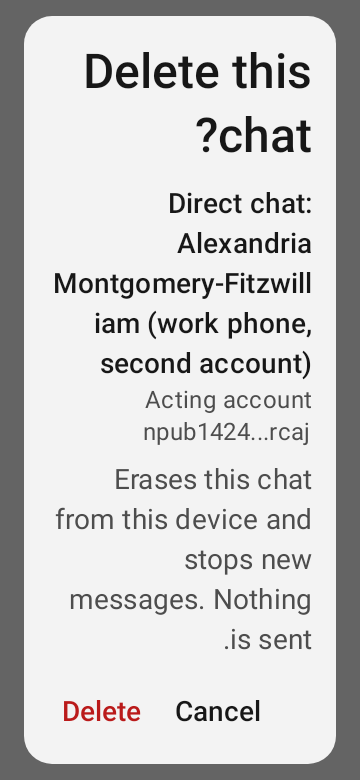 Delete this
?chat
Direct chat:
Alexandria
Montgomery-Fitzwill
iam (work phone,
second account)
Acting account
npub1424...rcaj
Erases this chat
from this device and
stops new
messages. Nothing
.is sent
Delete Cancel